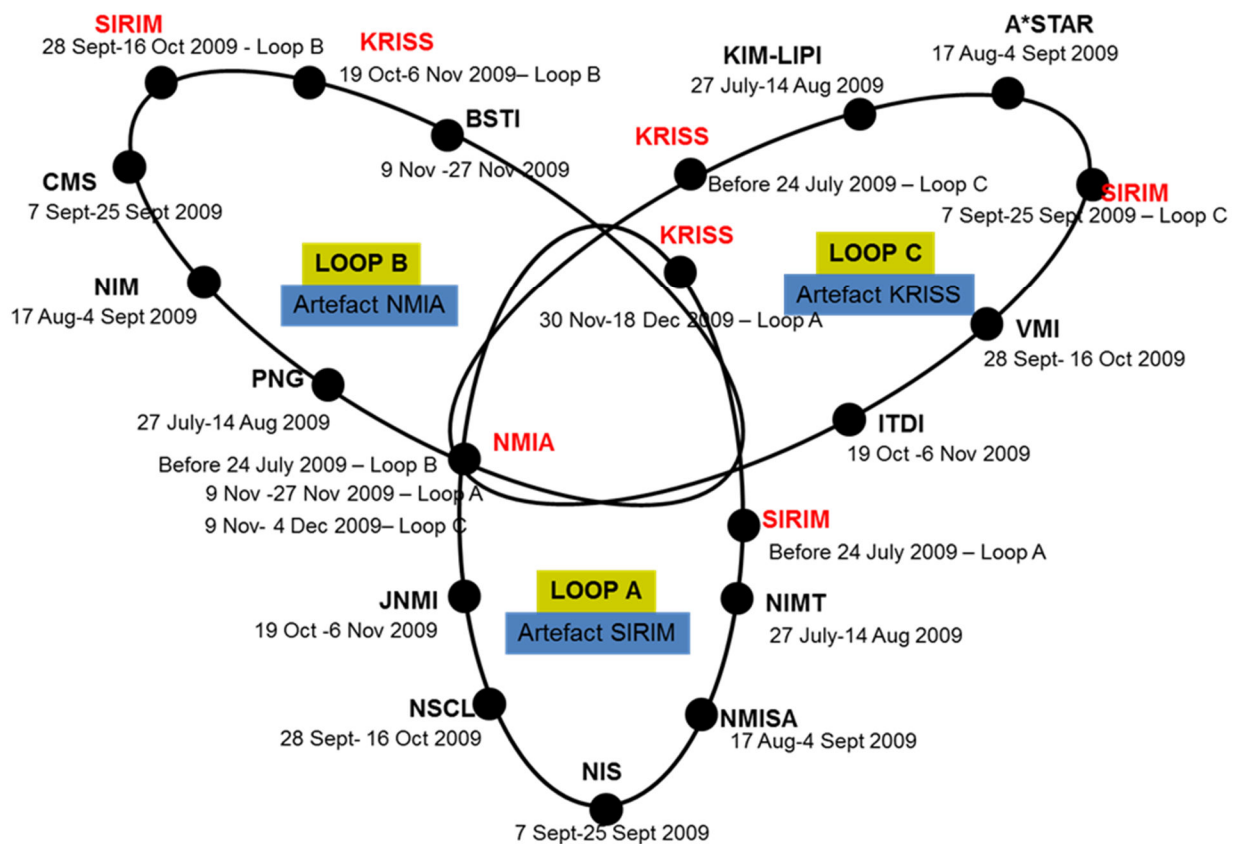 SIRIM
28 Sept-16 Oct 2009 - Loop B
KRISS
19 Oct-6 Nov 2009– Loop B
BSTI
9 Nov -27 Nov 2009
CMS
7 Sept-25 Sept 2009
NIM
17 Aug-4 Sept 2009
PNG
27 July-14 Aug 2009
LOOP B
Artefact NMIA
A*STAR
17 Aug-4 Sept 2009
KIM-LIPI
27 July-14 Aug 2009
KRISS
Before 24 July 2009 – Loop C
SIRIM
7 Sept-25 Sept 2009 – Loop C
KRISS
30 Nov-18 Dec 2009 – Loop A
LOOP C
Artefact KRISS
VMI
28 Sept- 16 Oct 2009
ITDI
19 Oct -6 Nov 2009
NMIA
Before 24 July 2009 – Loop B
9 Nov -27 Nov 2009 – Loop A
9 Nov- 4 Dec 2009– Loop C
SIRIM
Before 24 July 2009 – Loop A
LOOP A
Artefact SIRIM
JNMI
19 Oct -6 Nov 2009
NIMT
27 July-14 Aug 2009
NSCL
28 Sept- 16 Oct 2009
NMISA
17 Aug-4 Sept 2009
NIS
7 Sept-25 Sept 2009